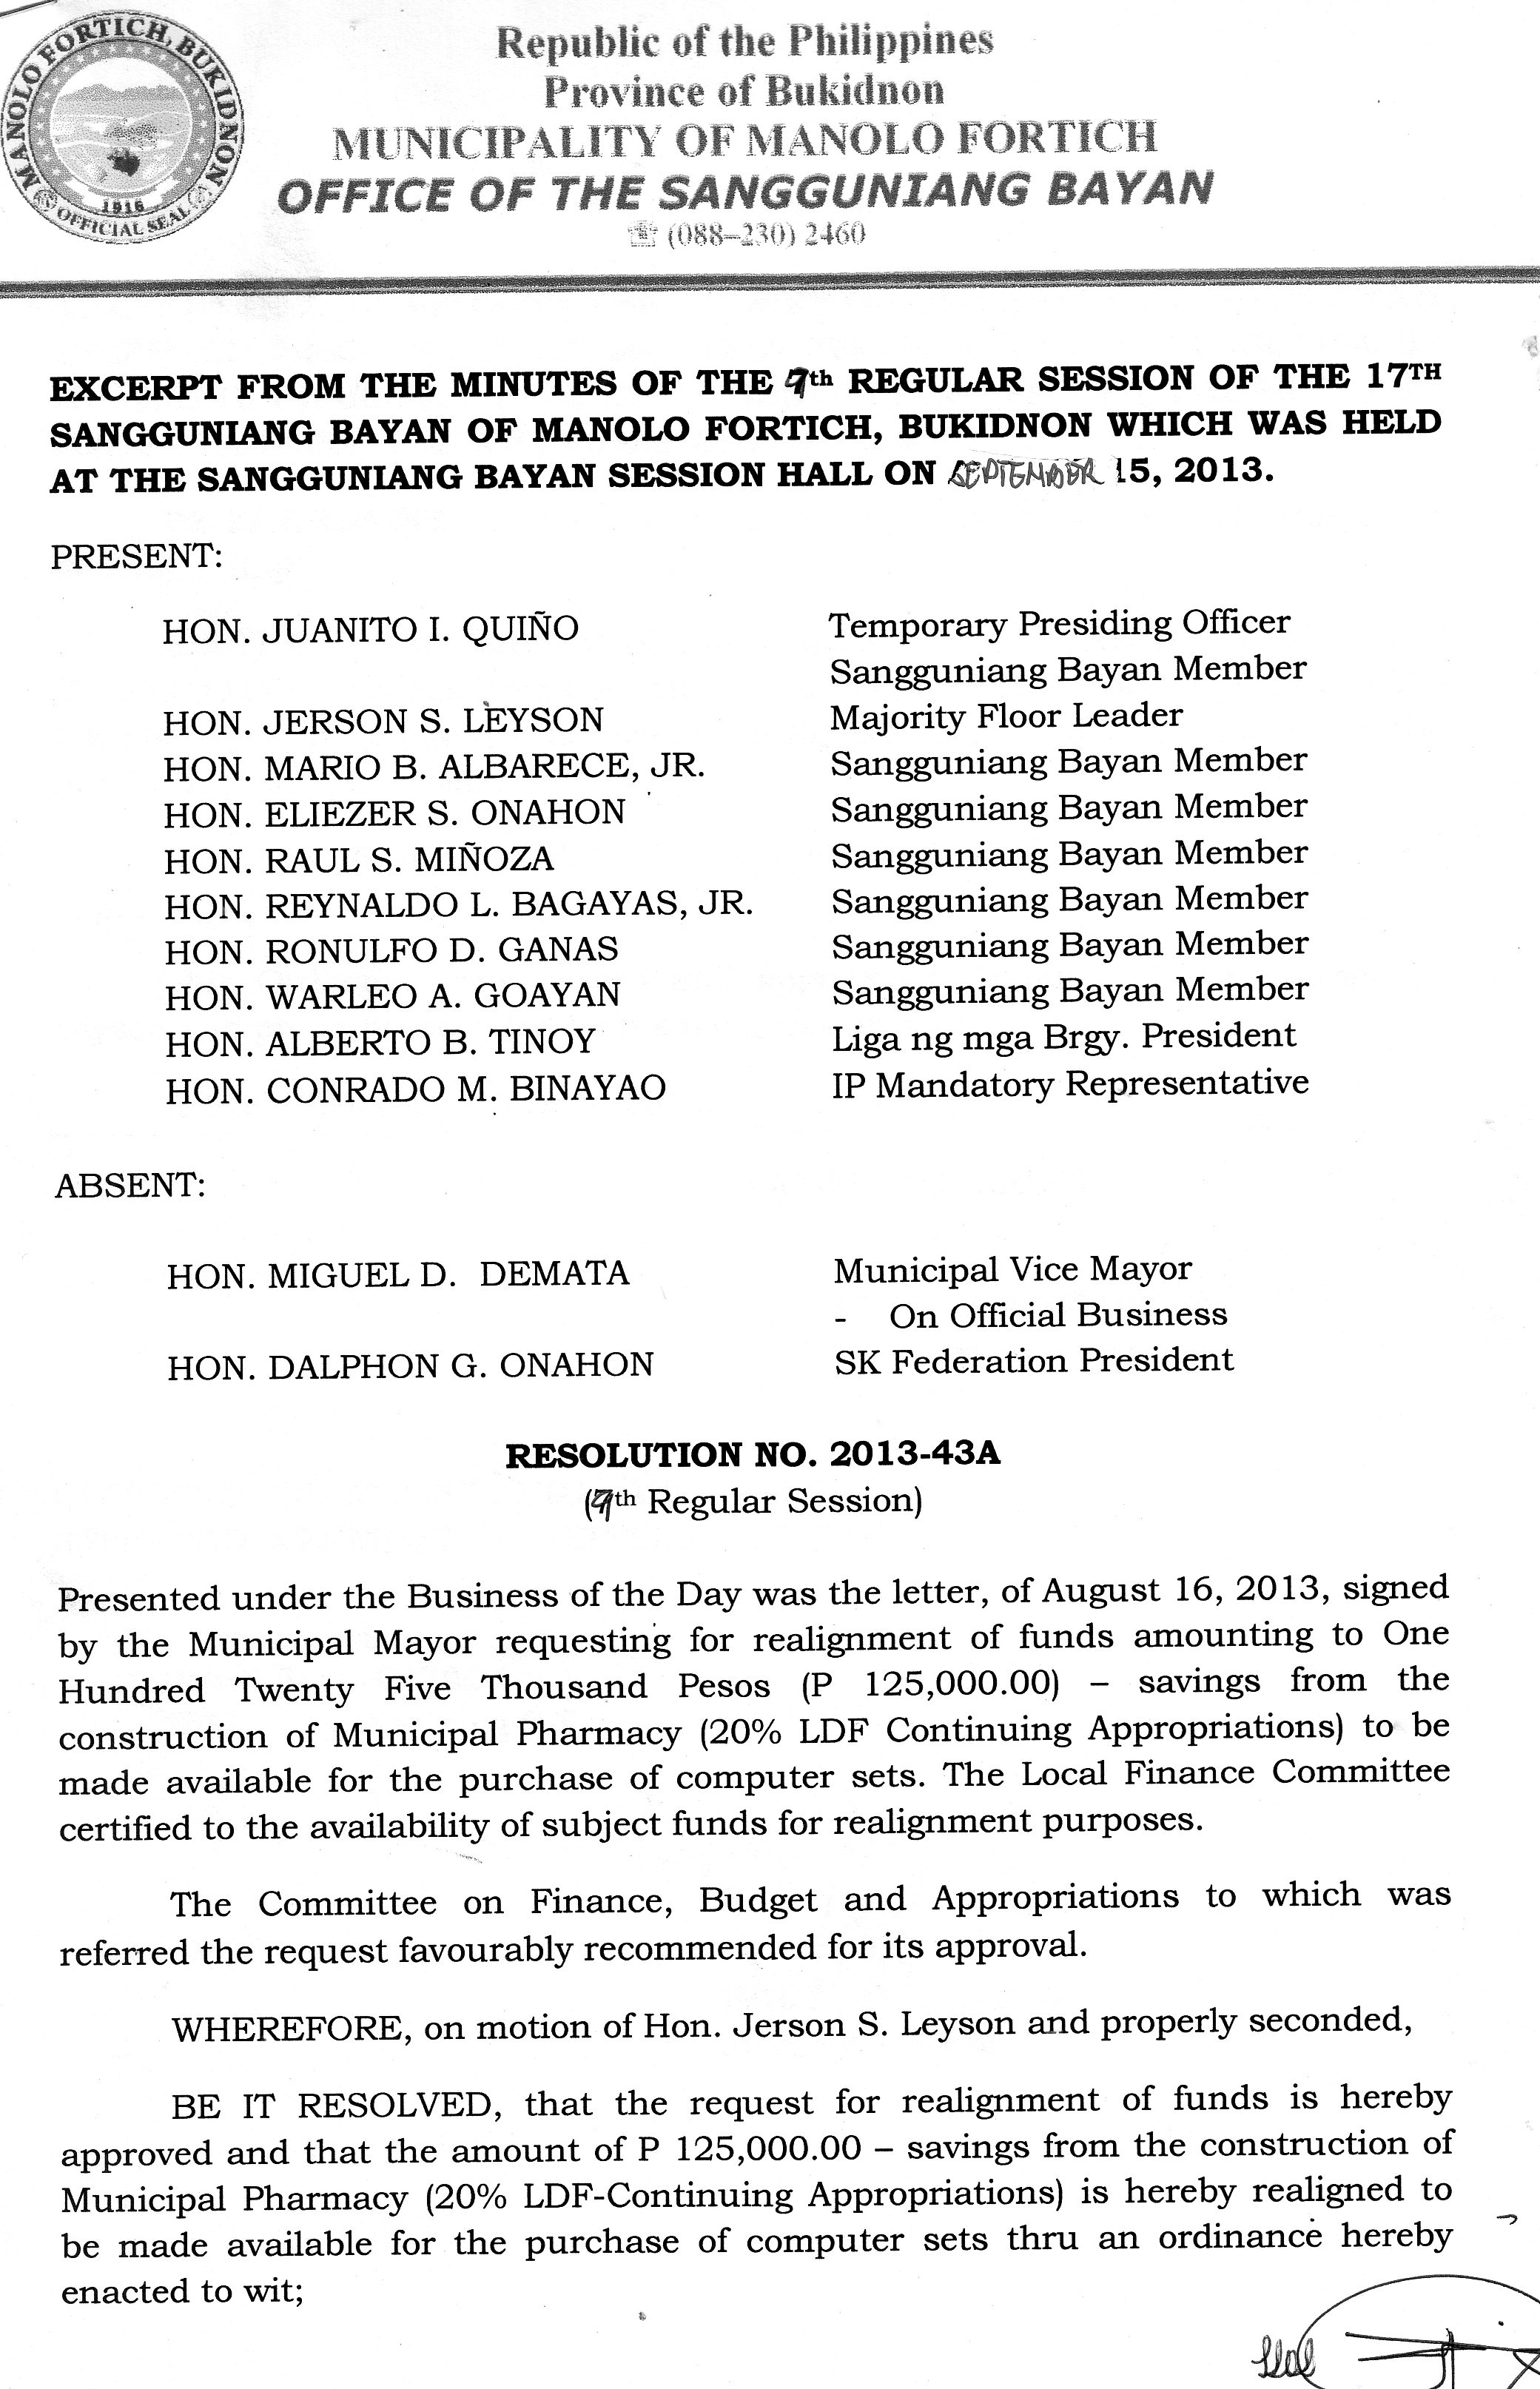 MANOLO FORTICH, BUKIDNON
1916
OFFICIAL SEAL
Republic of the Philippines
Province of Bukidnon
MUNICIPALITY OF MANOLO FORTICH
OFFICE OF THE SANGGUNIANG BAYAN
☏ (088–230) 2460
EXCERPT FROM THE MINUTES OF THE th REGULAR SESSION OF THE 17TH
SANGGUNIANG BAYAN OF MANOLO FORTICH, BUKIDNON WHICH WAS HELD
AT THE SANGGUNIANG BAYAN SESSION HALL ON SEPTEMBER 15, 2013.
PRESENT:
HON. JUANITO I. QUIÑO Temporary Presiding Officer
Sangguniang Bayan Member
HON. JERSON S. LEYSON Majority Floor Leader
HON. MARIO B. ALBARECE, JR. Sangguniang Bayan Member
HON. ELIEZER S. ONAHON Sangguniang Bayan Member
HON. RAUL S. MIÑOZA Sangguniang Bayan Member
HON. REYNALDO L. BAGAYAS, JR. Sangguniang Bayan Member
HON. RONULFO D. GANAS Sangguniang Bayan Member
HON. WARLEO A. GOAYAN Sangguniang Bayan Member
HON. ALBERTO B. TINOY Liga ng mga Brgy. President
HON. CONRADO M. BINAYAO IP Mandatory Representative
ABSENT:
HON. MIGUEL D. DEMATA Municipal Vice Mayor
- On Official Business
HON. DALPHON G. ONAHON SK Federation President
RESOLUTION NO. 2013-43A
(th Regular Session)
Presented under the Business of the Day was the letter, of August 16, 2013, signed
by the Municipal Mayor requesting for realignment of funds amounting to One
Hundred Twenty Five Thousand Pesos (P 125,000.00) – savings from the
construction of Municipal Pharmacy (20% LDF Continuing Appropriations) to be
made available for the purchase of computer sets. The Local Finance Committee
certified to the availability of subject funds for realignment purposes.
The Committee on Finance, Budget and Appropriations to which was
referred the request favourably recommended for its approval.
WHEREFORE, on motion of Hon. Jerson S. Leyson and properly seconded,
BE IT RESOLVED, that the request for realignment of funds is hereby
approved and that the amount of P 125,000.00 – savings from the construction of
Municipal Pharmacy (20% LDF-Continuing Appropriations) is hereby realigned to
be made available for the purchase of computer sets thru an ordinance hereby
enacted to wit;